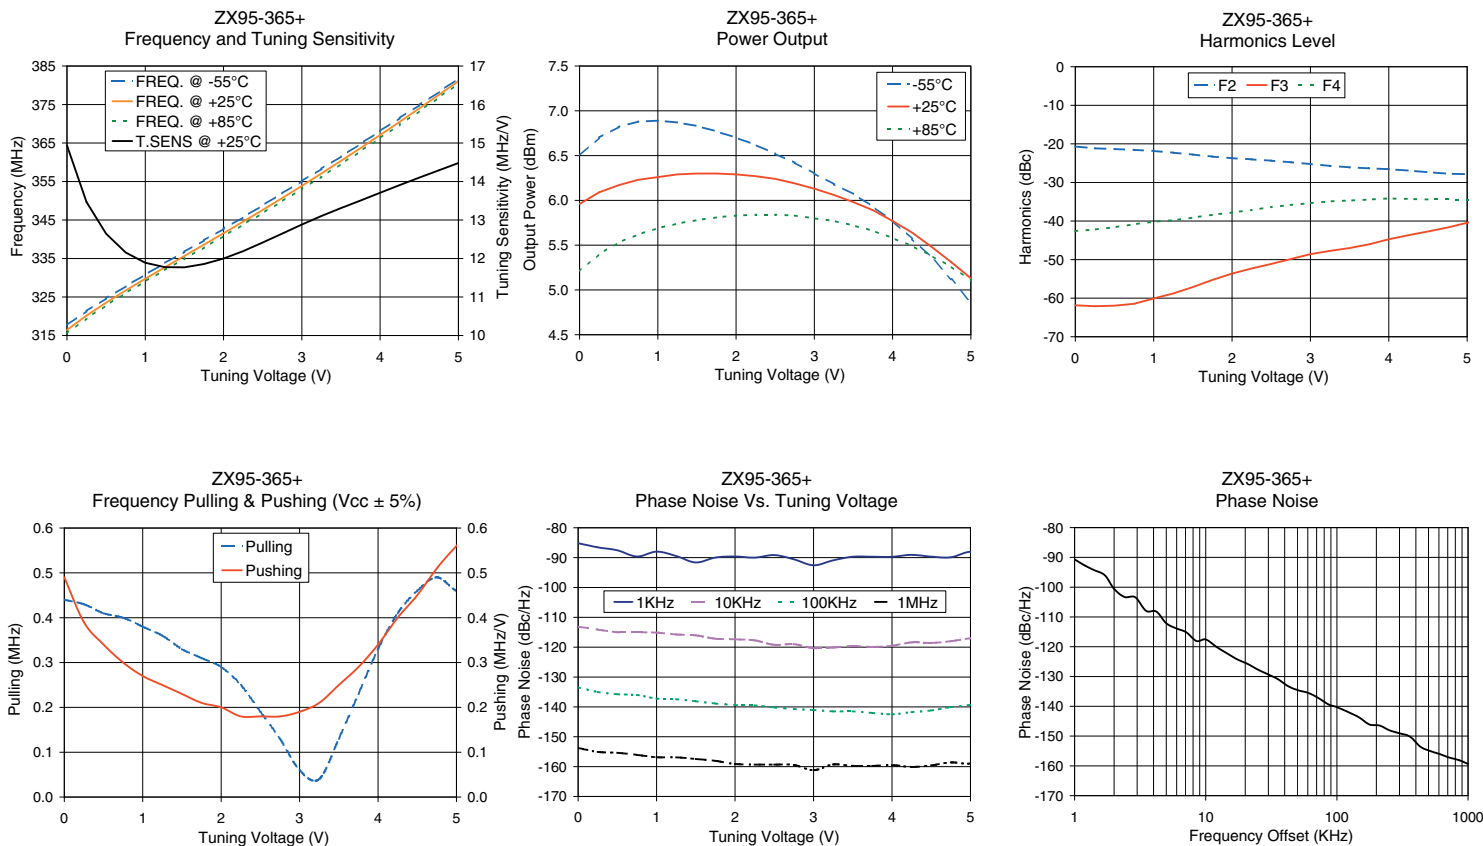 ZX95-365+
Frequency and Tuning Sensitivity
385
375
365
355
345
335
325
315
Frequency (MHz)
FREQ. @ -55°C
FREQ. @ +25°C
FREQ. @ +85°C
T.SENS @ +25°C
17
16
15
14
13
12
11
10
Tuning Sensitivity (MHz/V)
0 1 2 3 4 5
Tuning Voltage (V)
ZX95-365+
Power Output
7.5
7.0
6.5
6.0
5.5
5.0
4.5
Output Power (dBm)
-55°C
+25°C
+85°C
0 1 2 3 4 5
Tuning Voltage (V)
ZX95-365+
Harmonics Level
0
-10
-20
-30
-40
-50
-60
-70
Harmonics (dBc)
F2 F3 F4
0 1 2 3 4 5
Tuning Voltage (V)
ZX95-365+
Frequency Pulling & Pushing (Vcc ± 5%)
0.6
0.5
0.4
0.3
0.2
0.1
0.0
Pulling (MHz)
Pulling
Pushing
0.6
0.5
0.4
0.3
0.2
0.1
0.0
Pushing (MHz/V)
0 1 2 3 4 5
Tuning Voltage (V)
ZX95-365+
Phase Noise Vs. Tuning Voltage
-80
-90
-100
-110
-120
-130
-140
-150
-160
-170
Phase Noise (dBc/Hz)
1KHz 10KHz 100KHz 1MHz
0 1 2 3 4 5
Tuning Voltage (V)
ZX95-365+
Phase Noise
-80
-90
-100
-110
-120
-130
-140
-150
-160
-170
Phase Noise (dBc/Hz)
1 10 100 1000
Frequency Offset (KHz)